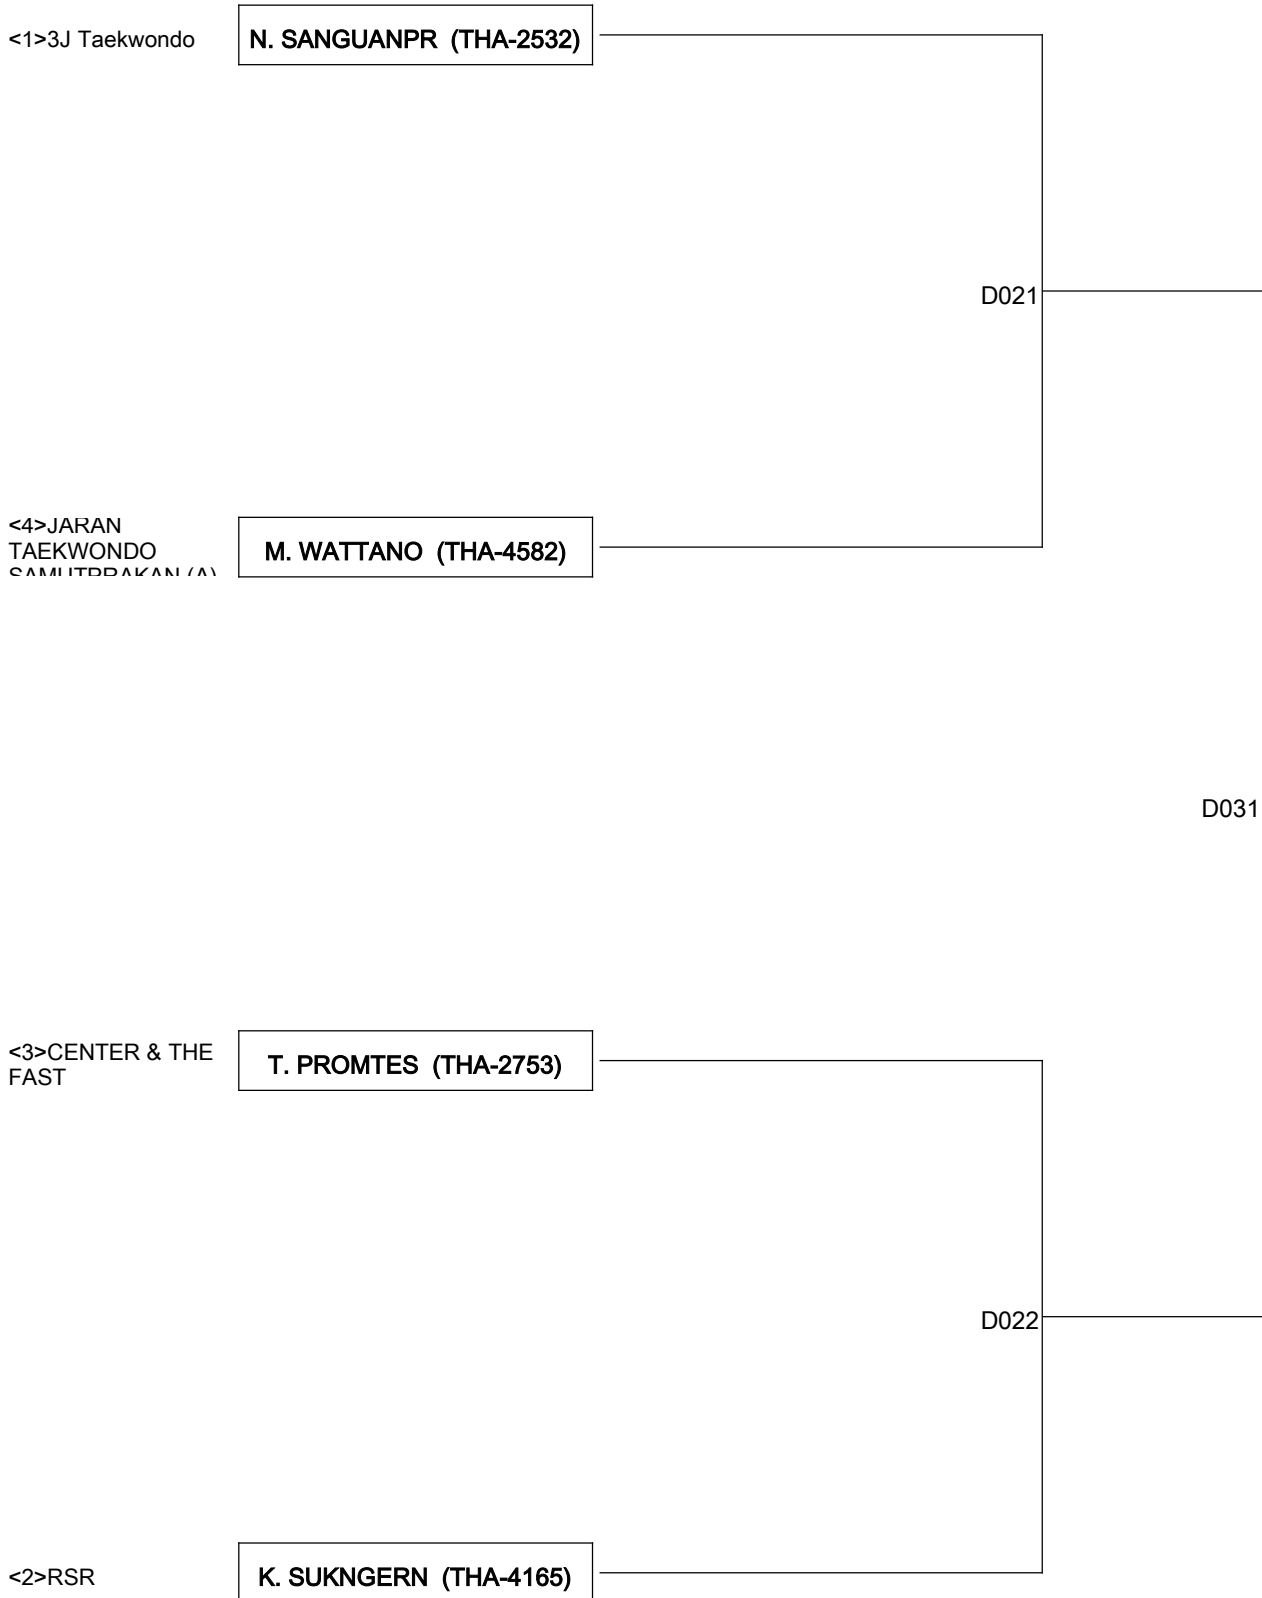 <1>3J Taekwondo
N. SANGUANPR (THA-2532)
D021
<4>JARAN
TAEKWONDO
SAMUTPRAKAN (A)
M. WATTANO (THA-4582)
D031
<3>CENTER & THE
FAST
T. PROMTES (THA-2753)
D022
<2>RSR
K. SUKNGERN (THA-4165)